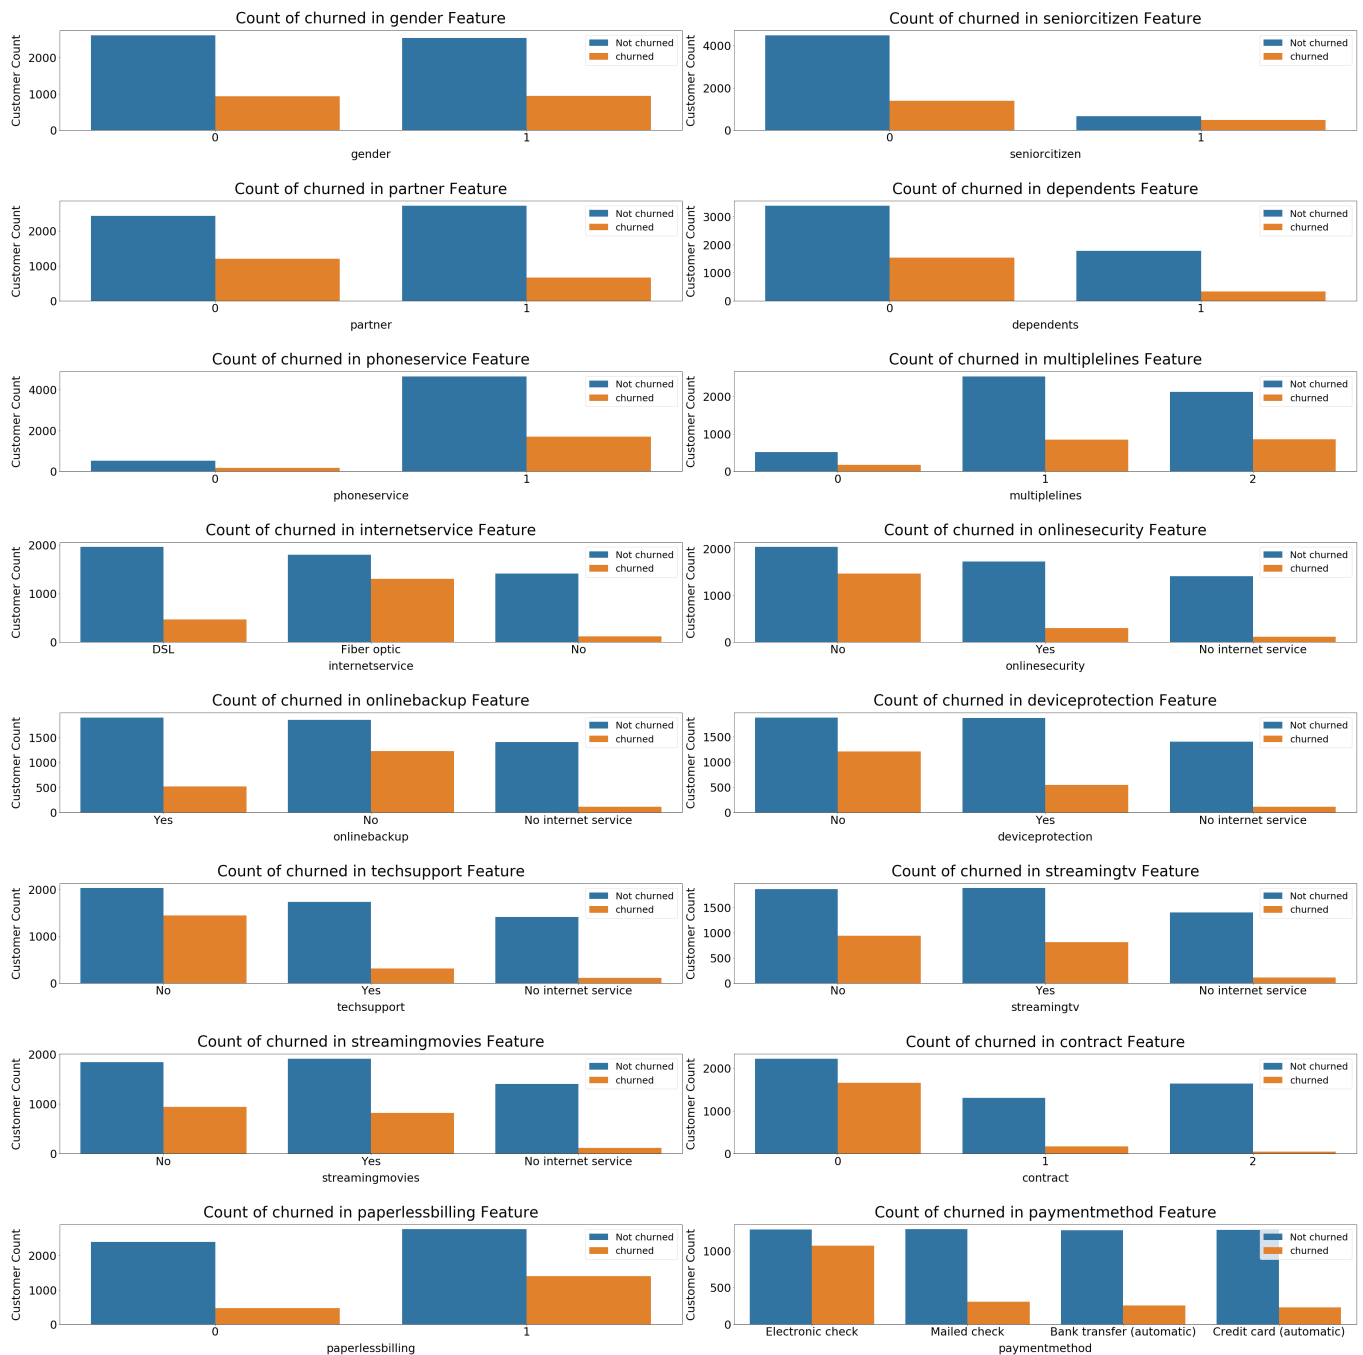 Count of churned in gender Feature
Customer Count
2000
1000
0
Not churned
churned
0 1
gender
Count of churned in seniorcitizen Feature
Customer Count
4000
2000
0
Not churned
churned
0 1
seniorcitizen
Count of churned in partner Feature
Customer Count
2000
1000
0
Not churned
churned
0 1
partner
Count of churned in dependents Feature
Customer Count
3000
2000
1000
0
Not churned
churned
0 1
dependents
Count of churned in phoneservice Feature
Customer Count
4000
2000
0
Not churned
churned
0 1
phoneservice
Count of churned in multiplelines Feature
Customer Count
2000
1000
0
Not churned
churned
0 1 2
multiplelines
Count of churned in internetservice Feature
Customer Count
2000
1000
0
Not churned
churned
DSL Fiber optic No
internetservice
Count of churned in onlinesecurity Feature
Customer Count
2000
1000
0
Not churned
churned
No Yes No internet service
onlinesecurity
Count of churned in onlinebackup Feature
Customer Count
1500
1000
500
0
Not churned
churned
Yes No No internet service
onlinebackup
Count of churned in deviceprotection Feature
Customer Count
1500
1000
500
0
Not churned
churned
No Yes No internet service
deviceprotection
Count of churned in techsupport Feature
Customer Count
2000
1000
0
Not churned
churned
No Yes No internet service
techsupport
Count of churned in streamingtv Feature
Customer Count
1500
1000
500
0
Not churned
churned
No Yes No internet service
streamingtv
Count of churned in streamingmovies Feature
Customer Count
2000
1000
0
Not churned
churned
No Yes No internet service
streamingmovies
Count of churned in contract Feature
Customer Count
2000
1000
0
Not churned
churned
0 1 2
contract
Count of churned in paperlessbilling Feature
Customer Count
2000
1000
0
Not churned
churned
0 1
paperlessbilling
Count of churned in paymentmethod Feature
Customer Count
1000
500
0
Not churned
churned
Electronic check Mailed check Bank transfer (automatic) Credit card (automatic)
paymentmethod